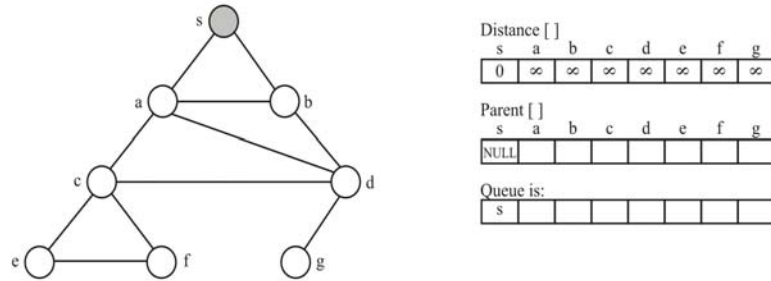 s
a
b
c
d
e
f
g
Distance [ ]
s a b c d e f g
0 ∞ ∞ ∞ ∞ ∞ ∞ ∞
Parent [ ]
s a b c d e f g
NULL
Queue is:
s